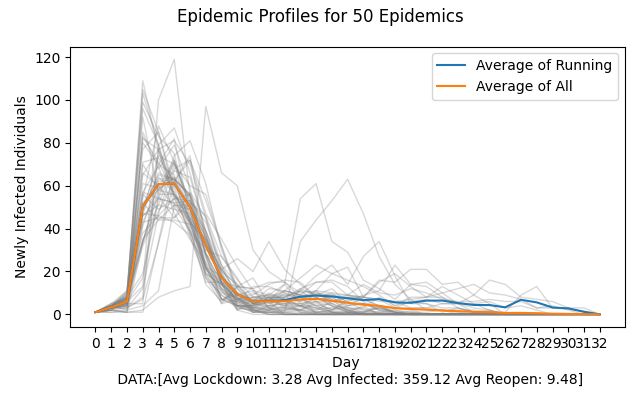 Epidemic Profiles for 50 Epidemics
Newly Infected Individuals
120
100
80
60
40
20
0
Average of Running
Average of All
0 1 2 3 4 5 6 7 8 9 10 11 12 13 14 15 16 17 18 19 20 21 22 23 24 25 26 27 28 29 30 31 32
Day
DATA:[Avg Lockdown: 3.28 Avg Infected: 359.12 Avg Reopen: 9.48]